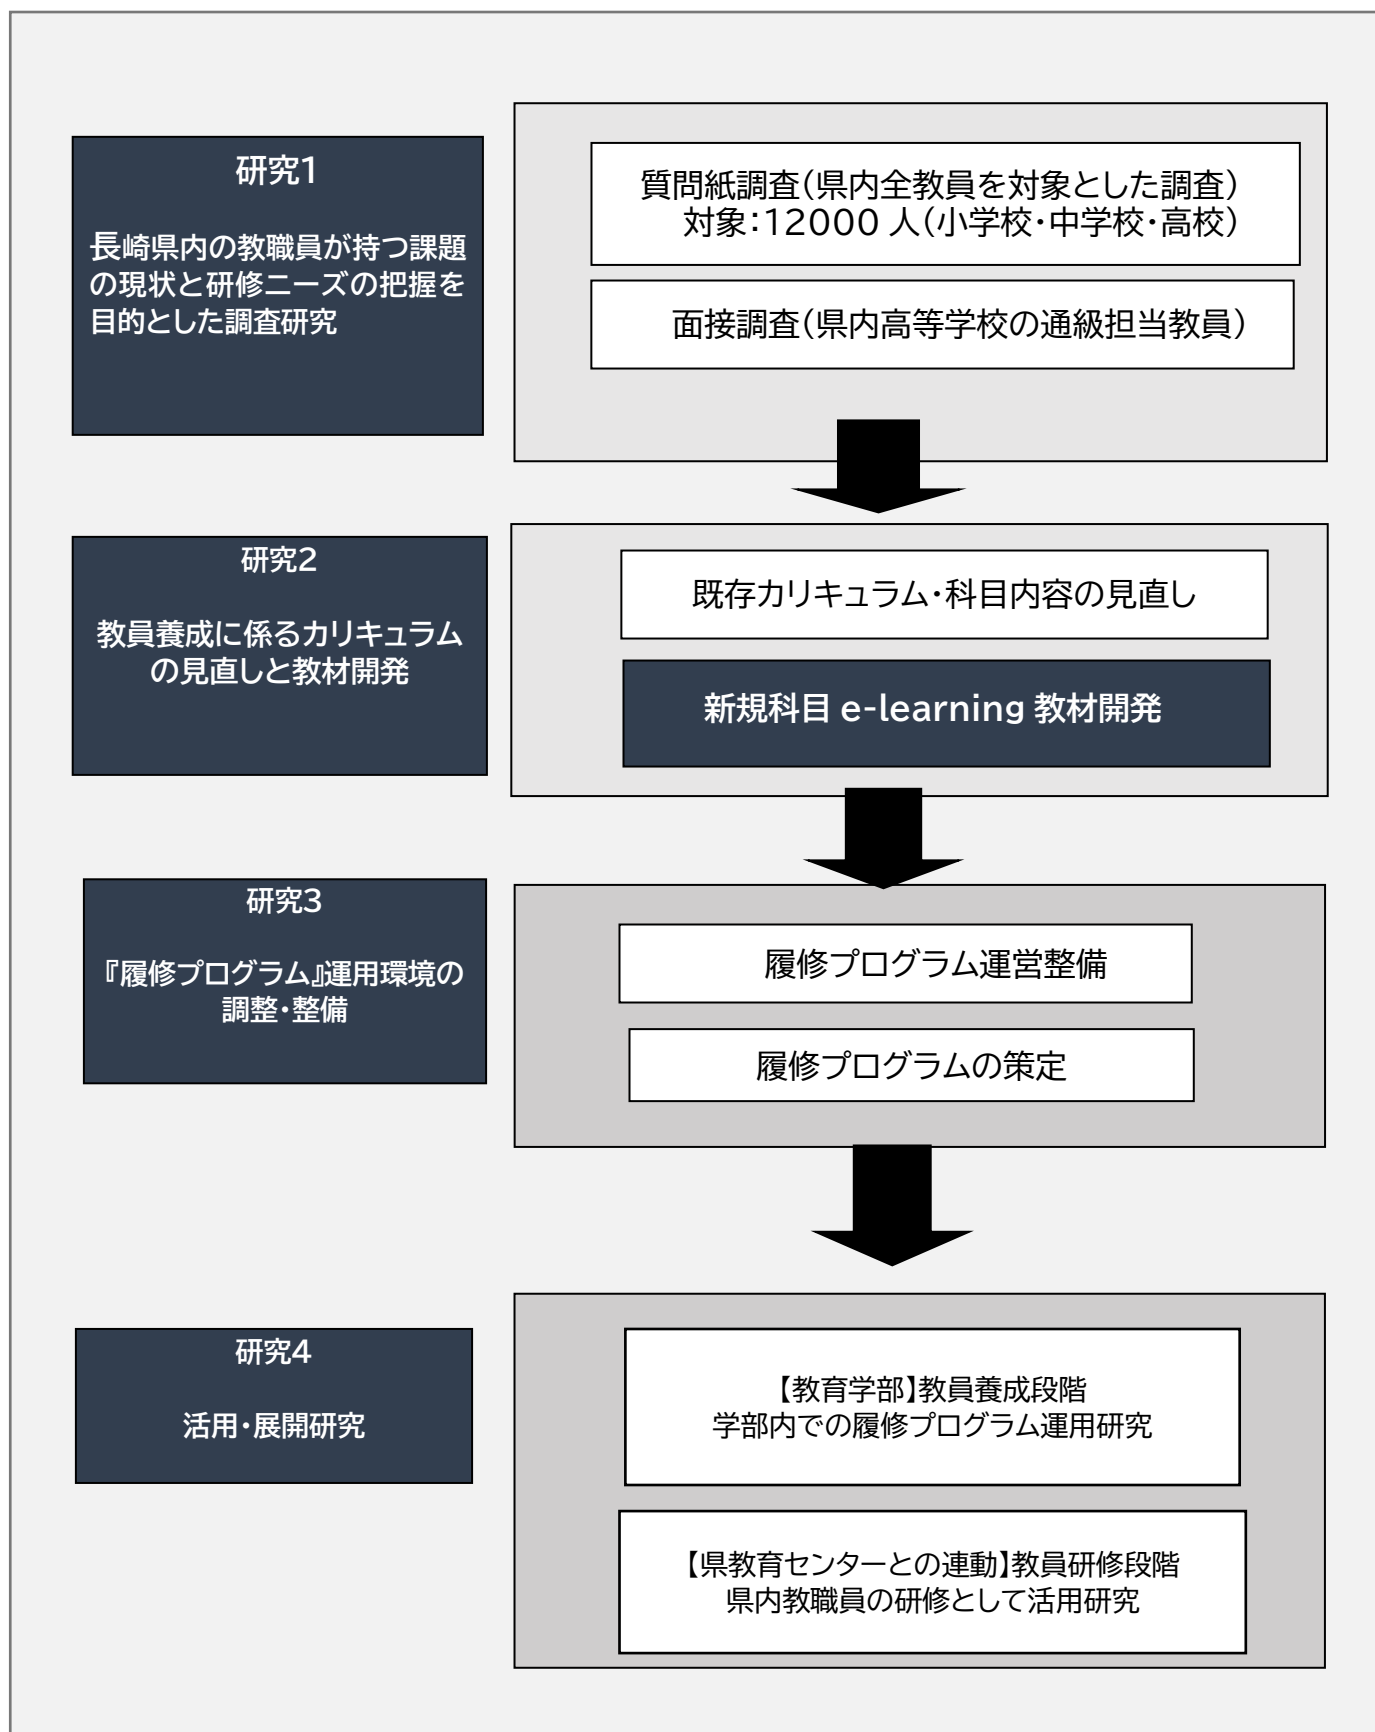 研究1
長崎県内の教職員が持つ課題
の現状と研修ニーズの把握を
目的とした調査研究
質問紙調査(県内全教員を対象とした調査)
対象:12000 人(小学校・中学校・高校)
面接調査(県内高等学校の通級担当教員)
研究2
教員養成に係るカリキュラム
の見直しと教材開発
既存カリキュラム・科目内容の見直し
新規科目 e-learning 教材開発
研究3
『履修プログラム』運用環境の
調整・整備
履修プログラム運営整備
履修プログラムの策定
研究4
活用・展開研究
【教育学部】教員養成段階
学部内での履修プログラム運用研究
【県教育センターとの連動】教員研修段階
県内教職員の研修として活用研究